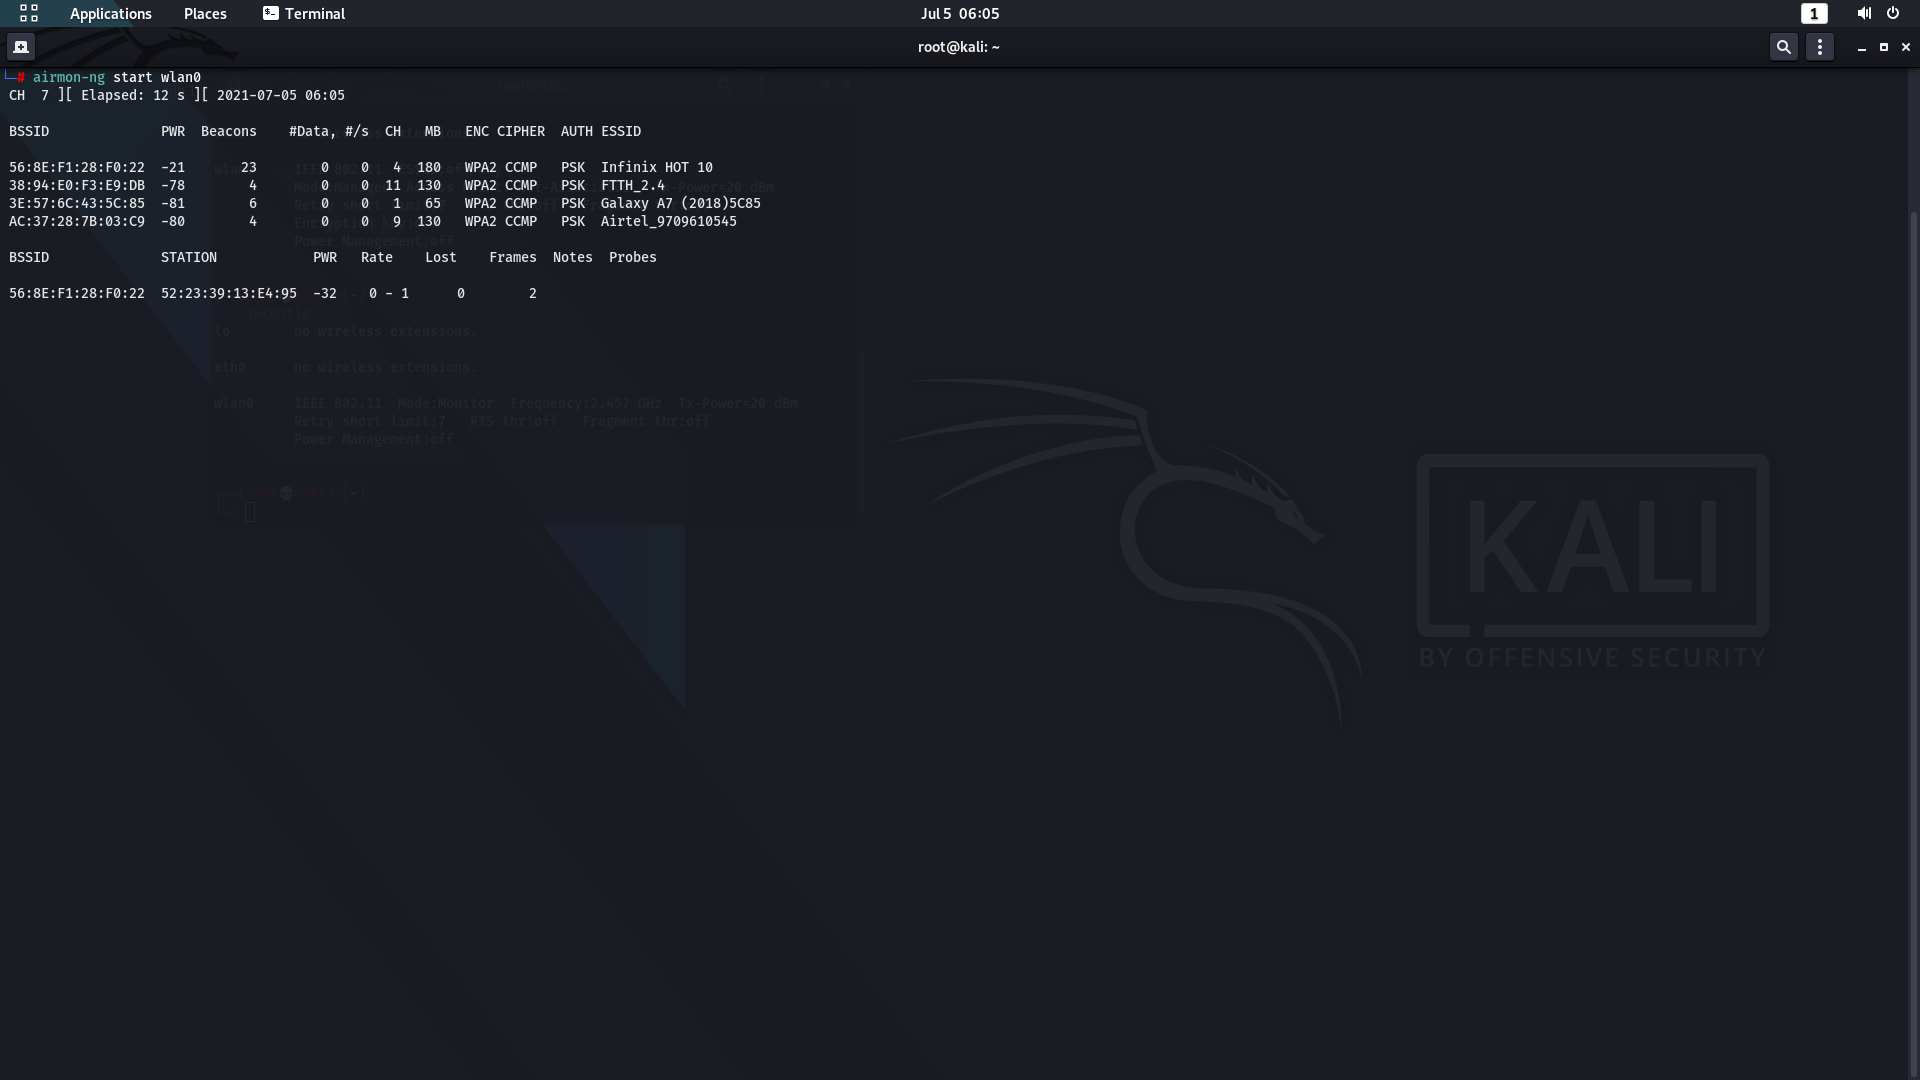 Applications Places Terminal Jul 5 06:05 1
root@kali: ~
└─# airmon-ng start wlan0
CH  7 ][ Elapsed: 12 s ][ 2021-07-05 06:05
BSSID              PWR  Beacons    #Data, #/s  CH   MB   ENC CIPHER  AUTH ESSID
56:8E:F1:28:F0:22  -21       23        0    0   4  180   WPA2 CCMP   PSK  Infinix HOT 10
38:94:E0:F3:E9:DB  -78        4        0    0  11  130   WPA2 CCMP   PSK  FTTH_2.4
3E:57:6C:43:5C:85  -81        6        0    0   1   65   WPA2 CCMP   PSK  Galaxy A7 (2018)5C85
AC:37:28:7B:03:C9  -80        4        0    0   9  130   WPA2 CCMP   PSK  Airtel_9709610545
BSSID              STATION            PWR   Rate    Lost    Frames  Notes  Probes
56:8E:F1:28:F0:22  52:23:39:13:E4:95  -32    0 - 1      0        2
Power Management:off
iwconfig
lo        no wireless extensions.
eth0      no wireless extensions.
wlan0     IEEE 802.11  Mode:Monitor  Frequency:2.457 GHz  Tx-Power=20 dBm
Retry short limit:7   RTS thr:off   Fragment thr:off
Power Management:off
KALI
BY OFFENSIVE SECURITY